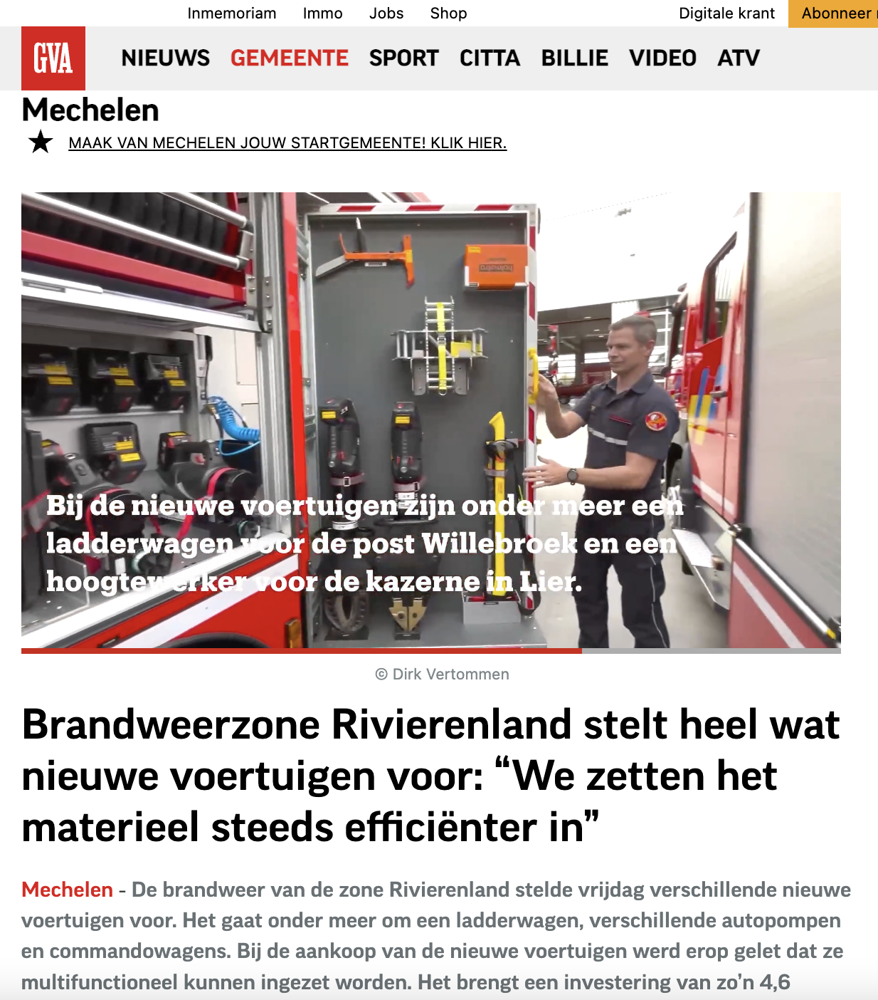 Inmemoriam Immo Jobs Shop Digitale krant Abonneer
GVA NIEUWS GEMEENTE SPORT CITTA BILLIE VIDEO ATV
Mechelen
MAAK VAN MECHELEN JOUW STARTGEMEENTE! KLIK HIER.
Bij de nieuwe voertuigen zijn onder meer een
ladderwagen voor de post Willebroek en een
hoogtewerker voor de kazerne in Lier.
© Dirk Vertommen
Brandweerzone Rivierenland stelt heel wat
nieuwe voertuigen voor: “We zetten het
materieel steeds efficiënter in”
Mechelen - De brandweer van de zone Rivierenland stelde vrijdag verschillende nieuwe
voertuigen voor. Het gaat onder meer om een ladderwagen, verschillende autopompen
en commandowagens. Bij de aankoop van de nieuwe voertuigen werd erop gelet dat ze
multifunctioneel kunnen ingezet worden. Het brengt een investering van zo’n 4,6